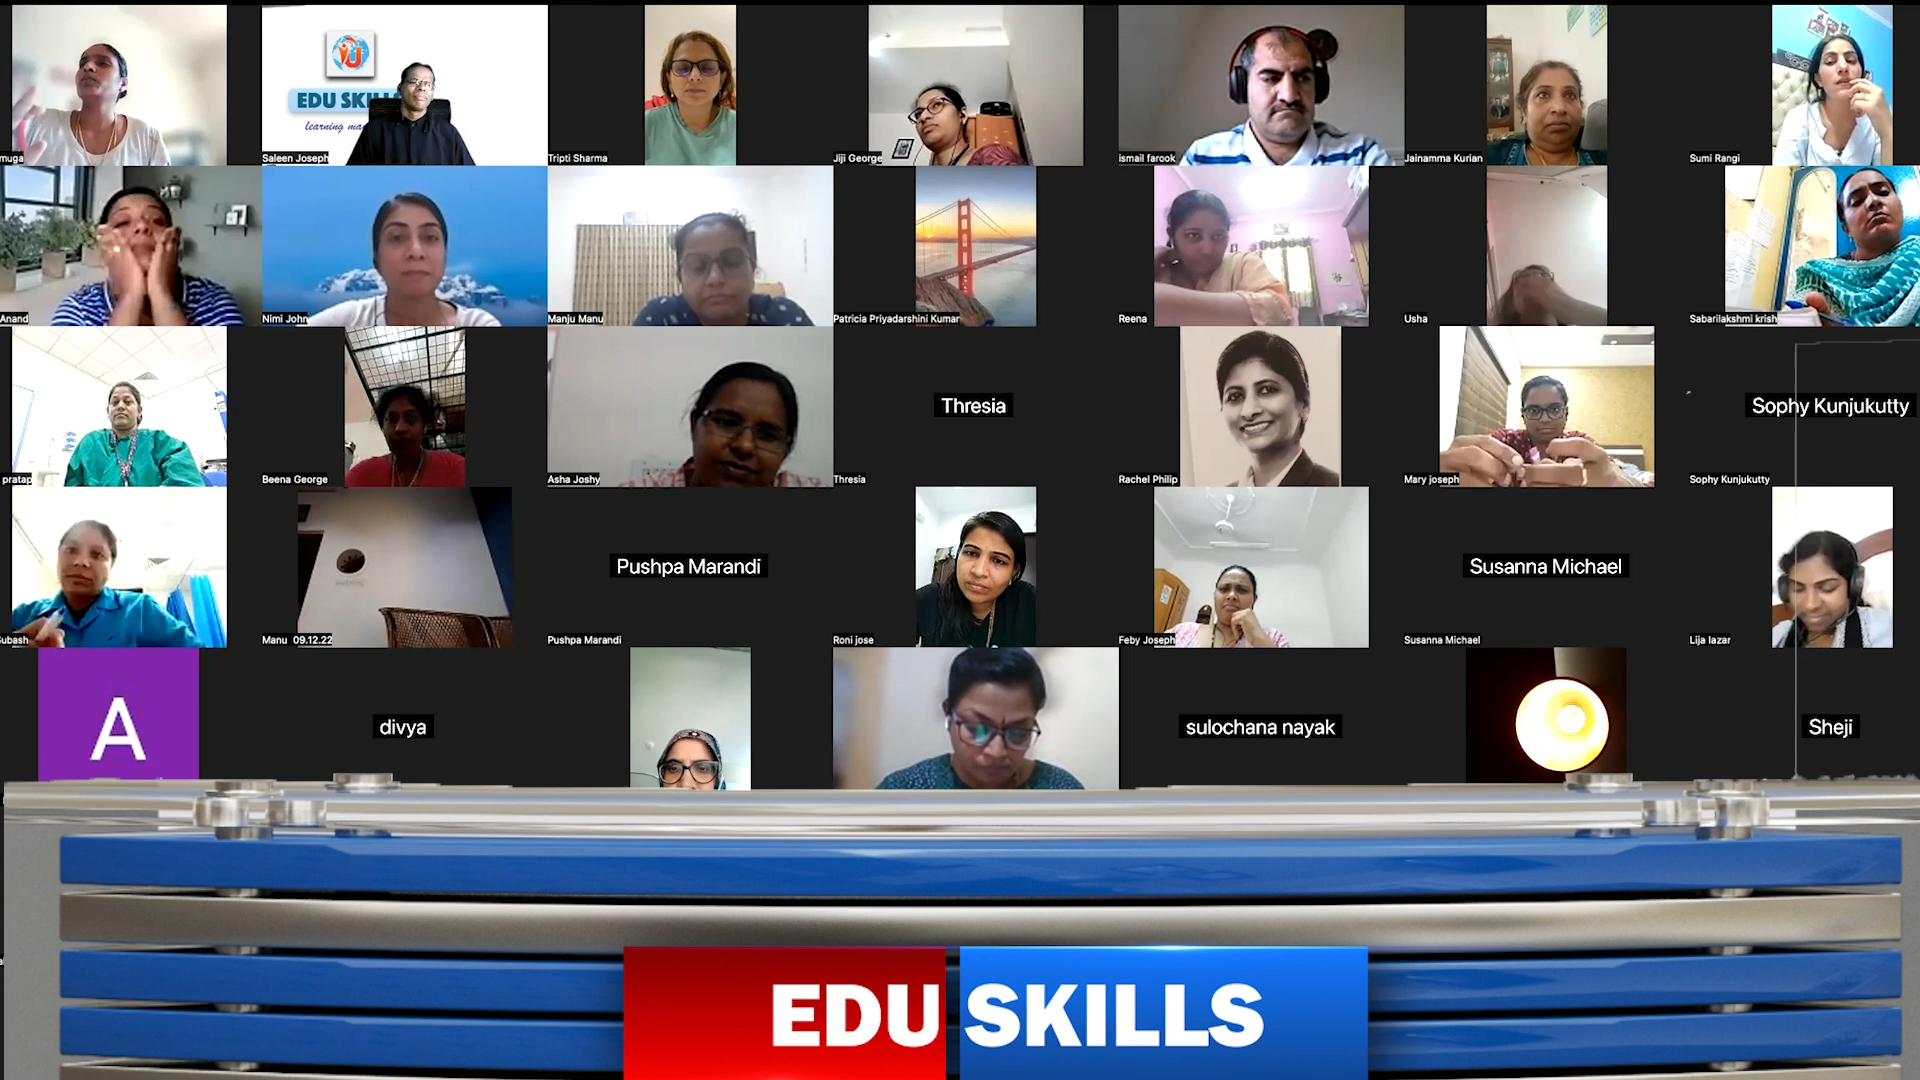 muga
EDU SKILLS
learning ma
Saleen Joseph
Tripti Sharma
Jiji George
ismail farook
Jainamma Kurian
Sumi Rangi
Anand
Nimi John
Manju Manu
Patricia Priyadarshini Kumar
Reena
Usha
Sabarilakshmi krish
pratap
Beena George
Asha Joshy
Thresia
Thresia
Rachel Philip
Mary joseph
Sophy Kunjukutty
Sophy Kunjukutty
Subash
Manu 09.12.22
Pushpa Marandi
Pushpa Marandi
Roni jose
Feby Joseph
Susanna Michael
Susanna Michael
Lija lazar
A
divya
sulochana nayak
Sheji
EDU SKILLS